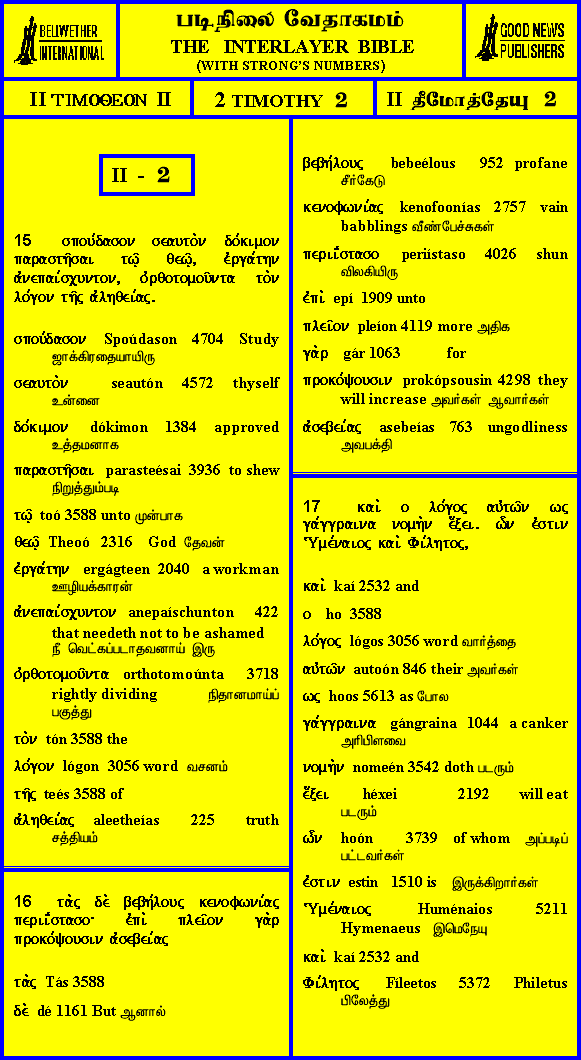 BELIWETHER
INTERNATIONAL
படிநிலை வேதாகமம்
THE INTERLAYER BIBLE
(WITH STRONG'S NUMBERS)
GOOD NEWS
PUBLISHERS
II ΤΙΜΟΘΕΟΝ II
2 TIMOTHY 2
II தீமோத்தேயு 2
II - 2
15 σπούδασον σεαυτὸν δόκιμον
παραστῆσαι τῷ θεῷ, ἐργάτην
ἀνεπαίσχυντον, ὀρθοτομοῦντα τὸν
λόγον τῆς ἀληθείας.
σπούδασον Spoúdason 4704 Study
ஜாக்கிரதையாயிரு
σεαυτὸν seautón 4572 thyself
உன்னை
δόκιμον dókimon 1384 approved
உத்தமனாக
παραστῆσαι parasteésai 3936 to shew
நிறுத்தும்படி
τῷ toó 3588 unto முன்பாக
θεῷ Theoó 2316 God தேவன்
ἐργάτην ergágteen 2040 a workman
ஊழியக்காரன்
ἀνεπαίσχυντον anepaíschunton 422
that needeth not to be ashamed
நீ வெட்கப்படாதவனாய் இரு
ὀρθοτομοῦντα orthotomoúnta 3718
rightly dividing நிதானமாய்ப்
பகுத்து
τὸν tón 3588 the
λόγον lógon 3056 word வசனம்
τῆς teés 3588 of
ἀληθείας aleetheías 225 truth
சத்தியம்
16 τὰς δὲ βεβήλους κενοφωνίας
περιΐστασο· ἐπὶ πλεῖον γὰρ
προκόψουσιν ἀσεβείας
τὰς Tás 3588
δὲ dé 1161 But ஆனால்
βεβήλους bebeélous 952 profane
சீர்கேடு
κενοφωνίας kenofoonías 2757 vain
babblings வீண்பேச்சுகள்
περιΐστασο periístaso 4026 shun
விலகியிரு
ἐπὶ epí 1909 unto
πλεῖον pleíon 4119 more அதிக
γὰρ gár 1063 for
προκόψουσιν prokópsousin 4298 they
will increase அவர்கள் ஆவார்கள்
ἀσεβείας asebeías 763 ungodliness
அவபக்தி
17 καὶ ο λόγος αὐτῶν ως
γάγγραινα νομὴν ἕξει. ὧν ἐστιν
Ὑμέναιος καὶ Φίλητος,
καὶ kaí 2532 and
ο ho 3588
λόγος lógos 3056 word வார்த்தை
αὐτῶν autoón 846 their அவர்கள்
ως hoos 5613 as போல
γάγγραινα gángraina 1044 a canker
அரிபிளவை
νομὴν nomeén 3542 doth படரும்
ἕξει héxei 2192 will eat
படரும்
ὧν hoón 3739 of whom அப்படிப்
பட்டவர்கள்
ἐστιν estin 1510 is இருக்கிறார்கள்
Ὑμέναιος Huménaios 5211
Hymenaeus இமெநேயு
καὶ kaí 2532 and
Φίλητος Fíleetos 5372 Philetus
பிலேத்து